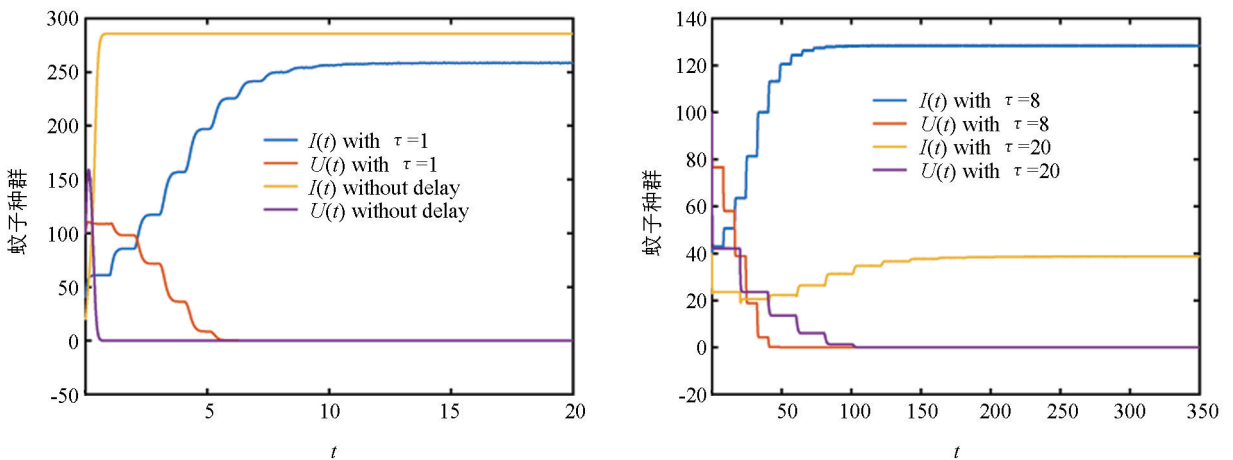 300
250
200
150
100
50
0
-50
5
10
15
20
蚊子种群
t
I(t) with τ=1
U(t) with τ=1
I(t) without delay
U(t) without delay
140
120
100
80
60
40
20
0
-20
50
100
150
200
250
300
350
蚊子种群
t
I(t) with τ=8
U(t) with τ=8
I(t) with τ=20
U(t) with τ=20